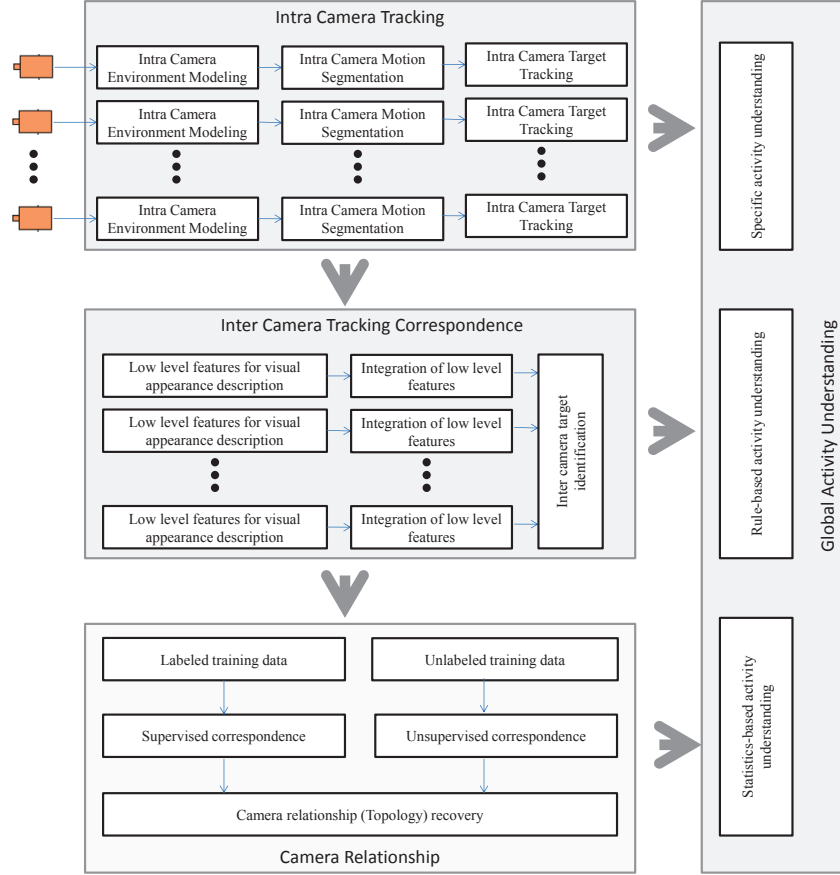 Intra Camera Tracking
Intra Camera
Environment Modeling
Intra Camera Motion
Segmentation
Intra Camera Target
Tracking
Intra Camera
Environment Modeling
Intra Camera Motion
Segmentation
Intra Camera Target
Tracking
Intra Camera
Environment Modeling
Intra Camera Motion
Segmentation
Intra Camera Target
Tracking
Inter Camera Tracking Correspondence
Low level features for visual
appearance description
Integration of low level
features
Low level features for visual
appearance description
Integration of low level
features
Low level features for visual
appearance description
Integration of low level
features
Inter camera target
identification
Labeled training data
Unlabeled training data
Supervised correspondence
Unsupervised correspondence
Camera relationship (Topology) recovery
Camera Relationship
Specific activity understanding
Rule-based activity understanding
Statistics-based activity
understanding
Global Activity Understanding